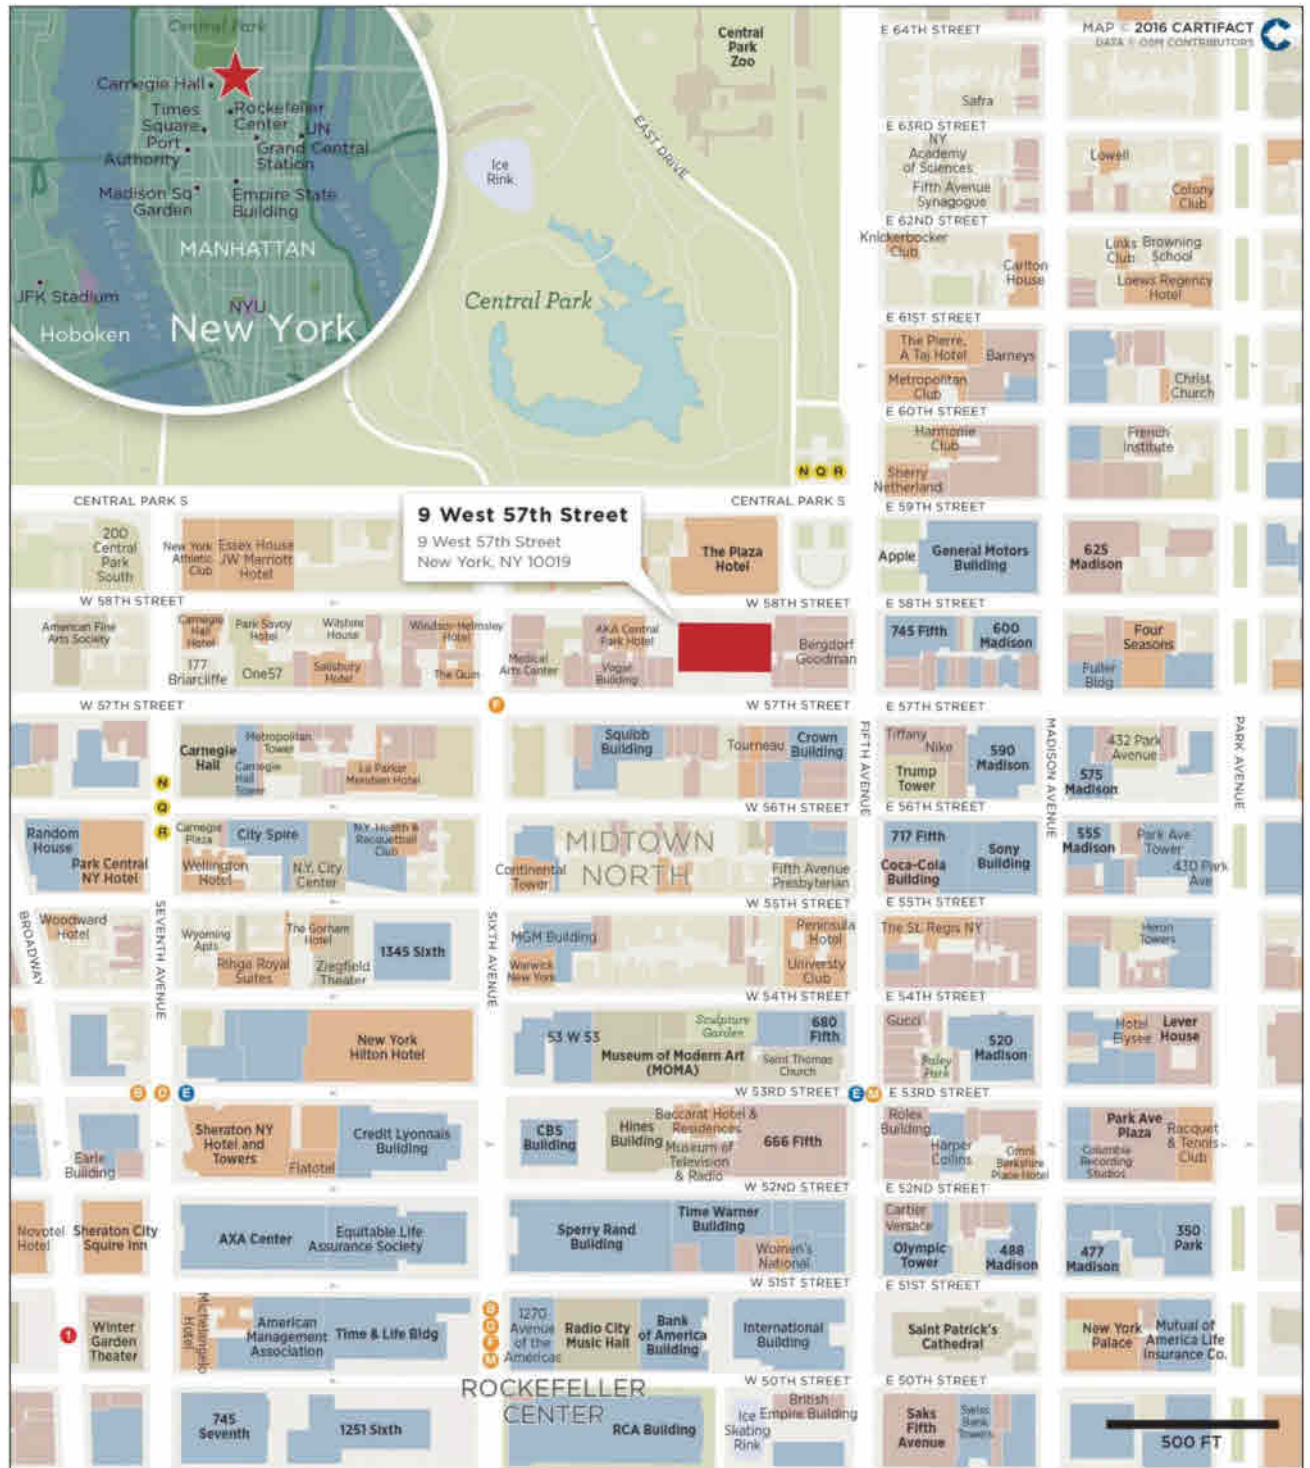 Central Park
Carnegie Hall
Times
Square
Rockefeller
Center
UN
Port
Authority
Grand Central
Station
Madison Sq
Garden
Empire State
Building
MANHATTAN
JFK Stadium
NYU
Hoboken
New York
Central
Park
Zoo
E 64TH STREET
MAP © 2016 CARTIFACT
DATA © OSM CONTRIBUTORS
C
Safra
EAST DRIVE
E 63RD STREET
Ice
Rink
NY
Academy
of Sciences
Fifth Avenue
Synagogue
Lowell
Colony
Club
E 62ND STREET
Knickerbocker
Club
Carlton
House
Links
Club
Browning
School
Loews Regency
Hotel
Central Park
E 61ST STREET
The Pierre,
A Taj Hotel
Barneys
Metropolitan
Club
Christ
Church
E 60TH STREET
Harmonie
Club
French
Institute
Sherry
Netherland
N Q R
CENTRAL PARK S
CENTRAL PARK S
E 59TH STREET
9 West 57th Street
9 West 57th Street
New York, NY 10019
200
Central
Park
South
New York
Athletic
Club
Essex House
JW Marriott
Hotel
The Plaza
Hotel
Apple
General Motors
Building
625
Madison
W 58TH STREET
W 58TH STREET
E 58TH STREET
American Fine
Arts Society
Carnegie
Hall
Hotel
Park Savoy
Hotel
Wilshire
House
Windsor Helmsley
Hotel
AKA Central
Park Hotel
Bergdorf
Goodman
745 Fifth
600
Madison
Four
Seasons
177
Briarcliffe
One57
Salisbury
Hotel
The Quin
Medical
Arts Center
Vogue
Building
Fuller
Bldg
W 57TH STREET
F
W 57TH STREET
E 57TH STREET
Carnegie
Hall
Metropolitan
Tower
Carnegie
Hall
Tower
Le Parker
Meridien Hotel
Squibb
Building
Tourneau
Crown
Building
FIFTH AVENUE
Tiffany
Nike
Trump
Tower
590
Madison
MADISON AVENUE
432 Park
Avenue
575
Madison
PARK AVENUE
N
Q
R
W 56TH STREET
E 56TH STREET
Random
House
Park Central
NY Hotel
Carnegie
Plaza
Wellington
Hotel
City Spire
N.Y. City
Center
N.Y. Health &
Racquetball
Club
MIDTOWN
NORTH
Continental
Tower
Fifth Avenue
Presbyterian
717 Fifth
Coca-Cola
Building
Sony
Building
555
Madison
Park Ave
Tower
430 Park
Ave
W 55TH STREET
E 55TH STREET
BROADWAY
Woodward
Hotel
SEVENTH AVENUE
Wyoming
Apts
The Gorham
Hotel
Rihga Royal
Suites
Ziegfield
Theater
1345 Sixth
SIXTH AVENUE
MGM Building
Warwick
New York
Peninsula
Hotel
University
Club
The St. Regis NY
Heron
Towers
W 54TH STREET
E 54TH STREET
New York
Hilton Hotel
53 W 53
Sculpture
Garden
Museum of Modern Art
(MOMA)
680
Fifth
Saint Thomas
Church
Gucci
Paley
Park
520
Madison
Hotel
Elysee
Lever
House
B D E
W 53RD STREET
E M
E 53RD STREET
Earle
Building
Sheraton NY
Hotel and
Towers
Flatotel
Credit Lyonnais
Building
CBS
Building
Hines
Building
Baccarat Hotel &
Residences
Museum of
Television
& Radio
666 Fifth
Rolex
Building
Harper
Collins
Omni
Berkshire
Place Hotel
Park Ave
Plaza
Columbia
Recording
Studios
Racquet
& Tennis
Club
W 52ND STREET
E 52ND STREET
Novotel
Hotel
Sheraton City
Squire Inn
AXA Center
Equitable Life
Assurance Society
Sperry Rand
Building
Time Warner
Building
Women's
National
Cartier
Versace
Olympic
Tower
488
Madison
477
Madison
350
Park
W 51ST STREET
E 51ST STREET
1
Winter
Garden
Theater
Michelangelo
Hotel
American
Management
Association
Time & Life Bldg
B
D
F
M
1270
Avenue
of the
Americas
Radio City
Music Hall
Bank
of America
Building
International
Building
Saint Patrick's
Cathedral
New York
Palace
Mutual of
America Life
Insurance Co.
W 50TH STREET
E 50TH STREET
ROCKEFELLER
CENTER
745
Seventh
1251 Sixth
RCA Building
Ice
Skating
Rink
British
Empire Building
Saks
Fifth
Avenue
Swiss
Bank
Towers
500 FT